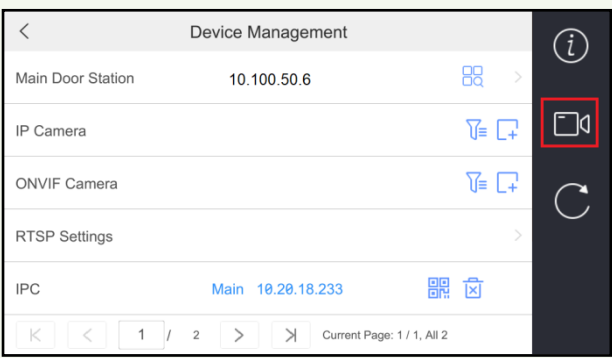 Device Management
Main Door Station 10.100.50.6
IP Camera
ONVIF Camera
RTSP Settings
IPC Main 10.20.18.233
1 / 2 Current Page: 1 / 1, All 2
i